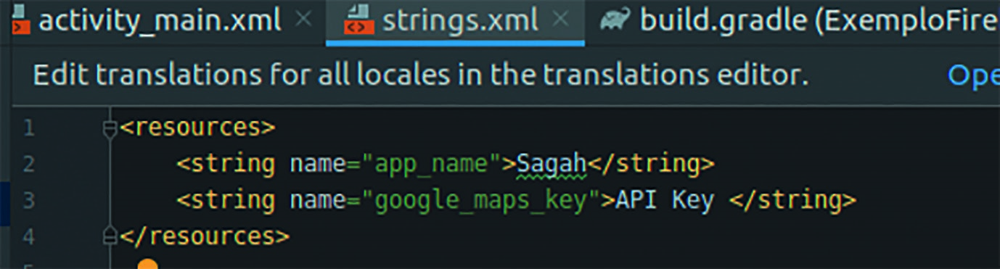 activity_main.xml × strings.xml × build.gradle (ExemploFire
Edit translations for all locales in the translations editor. Ope
1 <resources>
2 <string name="app_name">Sagah</string>
3 <string name="google_maps_key">API Key </string>
4 </resources>